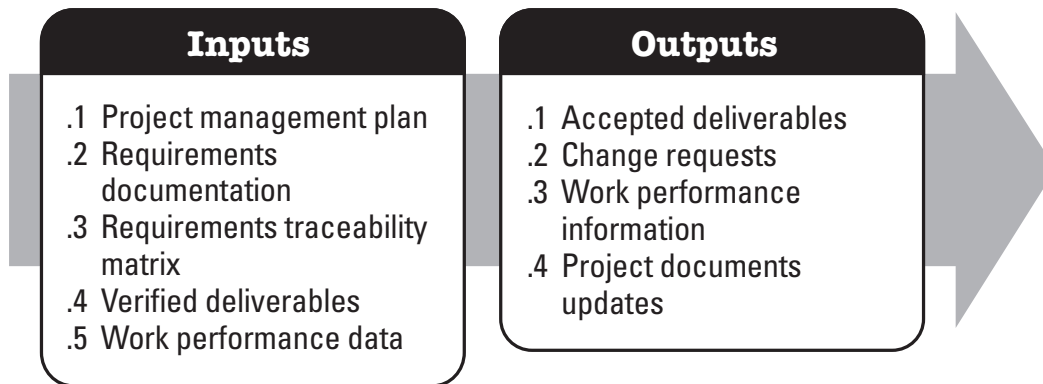 Inputs
.1 Project management plan
.2 Requirements
documentation
.3 Requirements traceability
matrix
.4 Verified deliverables
.5 Work performance data
Outputs
.1 Accepted deliverables
.2 Change requests
.3 Work performance
information
.4 Project documents
updates